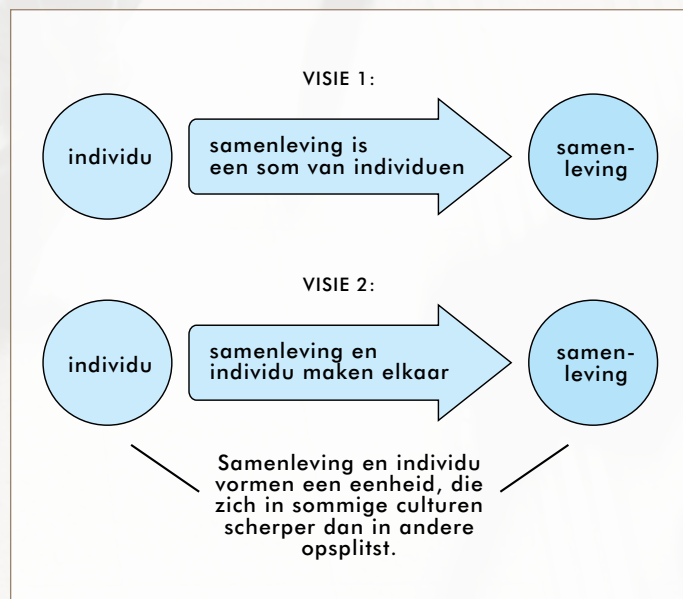 VISIE 1:
individu
samenleving is
een som van individuen
samen-
leving
VISIE 2:
individu
samenleving en
individu maken elkaar
samen-
leving
Samenleving en individu
vormen een eenheid, die
zich in sommige culturen
scherper dan in andere
opsplitst.